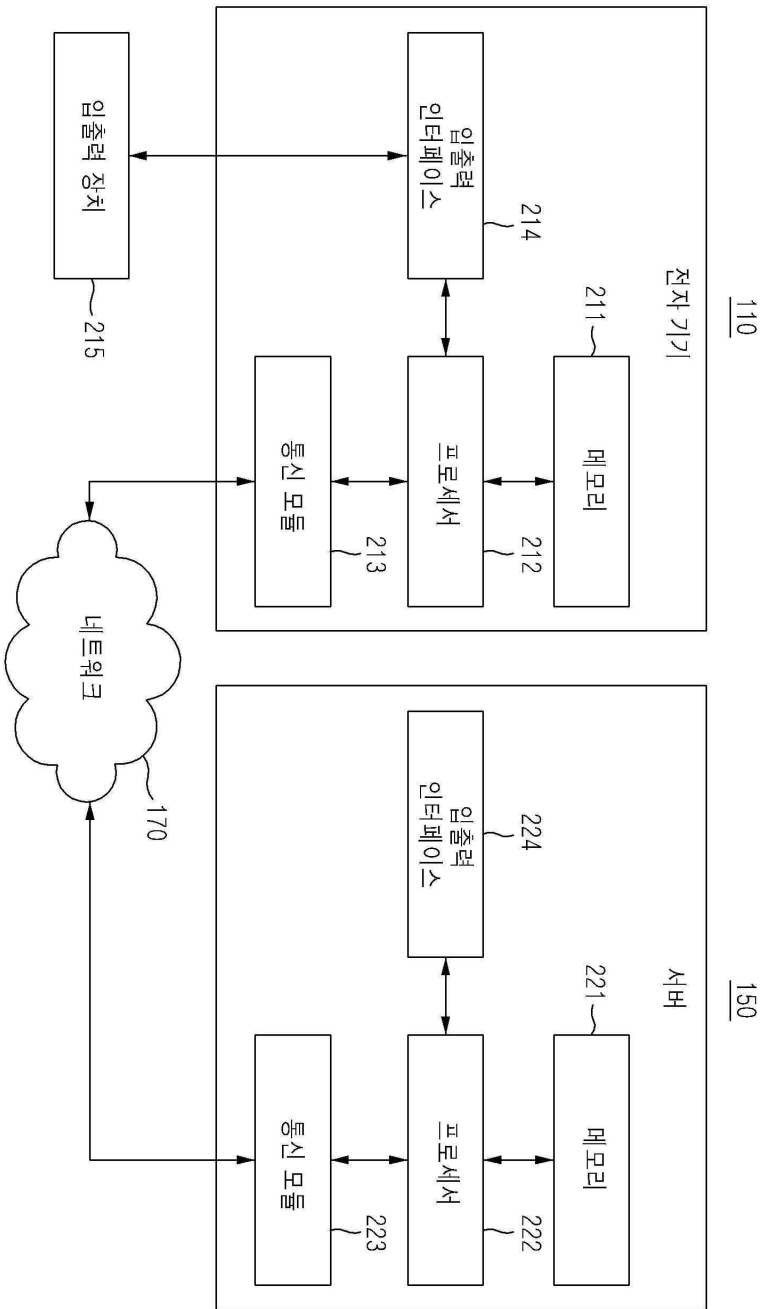 110
전자 기기
211
메모리
214
입출력
인터페이스
프로세서
212
통신 모듈
213
입출력 장치
215
150
서버
221
메모리
224
입출력
인터페이스
프로세서
222
통신 모듈
223
네트워크
170